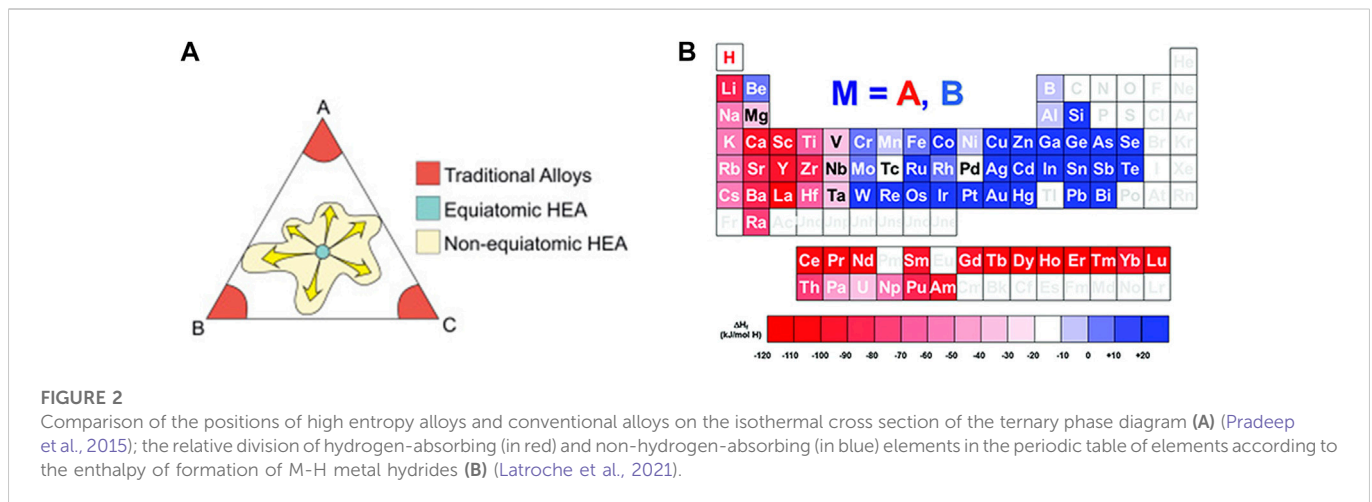 A
A
B
C
Traditional Alloys
Equiatomic HEA
Non-equiatomic HEA
B
M = A, B
H He
Li Be B C N O F Ne
Na Mg Al Si P S Cl Ar
K Ca Sc Ti V Cr Mn Fe Co Ni Cu Zn Ga Ge As Se Br Kr
Rb Sr Y Zr Nb Mo Tc Ru Rh Pd Ag Cd In Sn Sb Te I Xe
Cs Ba La Hf Ta W Re Os Ir Pt Au Hg Tl Pb Bi Po At Rn
Fr Ra Ac Unq Unp Unh Uns Uno Une
Ce Pr Nd Pm Sm Eu Gd Tb Dy Ho Er Tm Yb Lu
Th Pa U Np Pu Am Cm Bk Cf Es Fm Md No Lr
ΔHf
(kJ/mol H)
-120 -110 -100 -90 -80 -70 -60 -50 -40 -30 -20 -10 0 +10 +20
FIGURE 2
Comparison of the positions of high entropy alloys and conventional alloys on the isothermal cross section of the ternary phase diagram (A) (Pradeep
et al., 2015); the relative division of hydrogen-absorbing (in red) and non-hydrogen-absorbing (in blue) elements in the periodic table of elements according to
the enthalpy of formation of M-H metal hydrides (B) (Latroche et al., 2021).